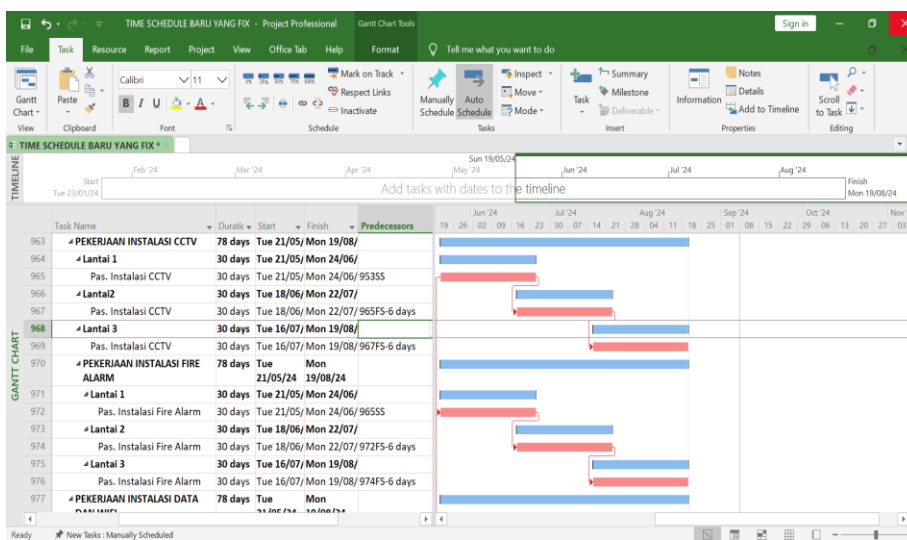 TIME SCHEDULE BARU YANG FIX - Project Professional
Gantt Chart Tools
Sign in
File Task Resource Report Project View Office Tab Help Format Tell me what you want to do
Gantt Chart
View
Paste
Clipboard
Calibri 11
B I U A
Font
0% 25% 50% 75% 100%
Mark on Track
Respect Links
Inactivate
Schedule
Manually Schedule
Auto Schedule
Inspect
Move
Mode
Tasks
Task
Summary
Milestone
Deliverable
Insert
Information
Notes
Details
Add to Timeline
Properties
Scroll to Task
Editing
TIME SCHEDULE BARU YANG FIX *
TIMELINE
Sun 19/05/24
Feb '24 Mar '24 Apr '24 May '24 Jun '24 Jul '24 Aug '24
Start
Tue 23/01/24
Add tasks with dates to the timeline
Finish
Mon 19/08/24
Jun '24 Jul '24 Aug '24 Sep '24 Oct '24 Nov
Task Name Duratic Start Finish Predecessors 19 26 02 09 16 23 30 07 14 21 28 04 11 18 25 01 08 15 22 29 06 13 20 27 03
GANTT CHART
963 PEKERJAAN INSTALASI CCTV 78 days Tue 21/05/ Mon 19/08/
964 Lantai 1 30 days Tue 21/05/ Mon 24/06/
965 Pas. Instalasi CCTV 30 days Tue 21/05/ Mon 24/06/ 953SS
966 Lantai2 30 days Tue 18/06/ Mon 22/07/
967 Pas. Instalasi CCTV 30 days Tue 18/06/ Mon 22/07/ 965FS-6 days
968 Lantai 3 30 days Tue 16/07/ Mon 19/08/
969 Pas. Instalasi CCTV 30 days Tue 16/07/ Mon 19/08/ 967FS-6 days
970 PEKERJAAN INSTALASI FIRE 78 days Tue Mon
ALARM 21/05/24 19/08/24
971 Lantai 1 30 days Tue 21/05/ Mon 24/06/
972 Pas. Instalasi Fire Alarm 30 days Tue 21/05/ Mon 24/06/ 965SS
973 Lantai 2 30 days Tue 18/06/ Mon 22/07/
974 Pas. Instalasi Fire Alarm 30 days Tue 18/06/ Mon 22/07/ 972FS-6 days
975 Lantai 3 30 days Tue 16/07/ Mon 19/08/
976 Pas. Instalasi Fire Alarm 30 days Tue 16/07/ Mon 19/08/ 974FS-6 days
977 PEKERJAAN INSTALASI DATA 78 days Tue Mon
DAN WIFI 21/05/24 19/08/24
Ready New Tasks : Manually Scheduled